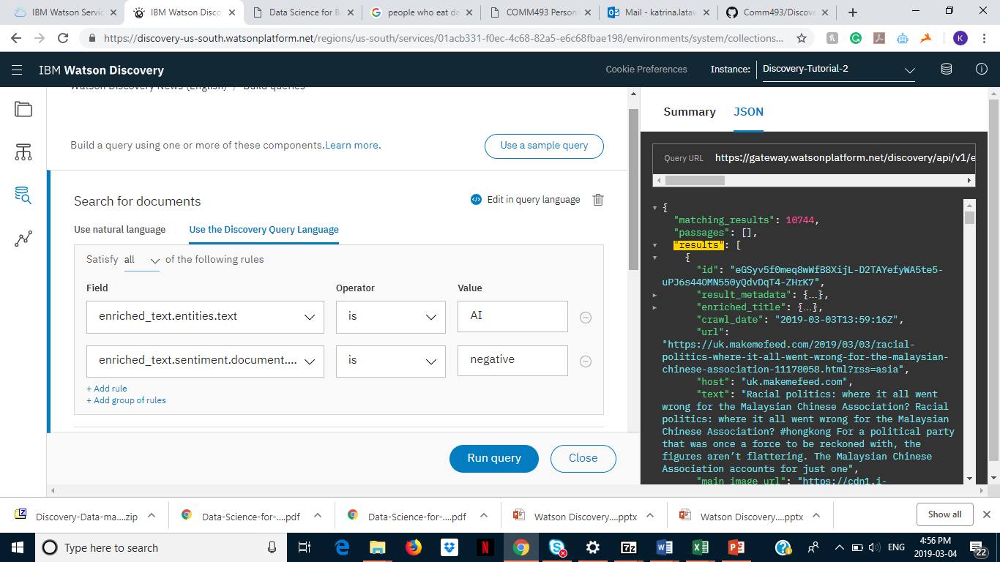 IBM Watson Servic
IBM Watson Disco
Data Science for B
people who eat da
COMM493 Person
Mail - katrina.lataw
Comm493/Discov
https://discovery-us-south.watsonplatform.net/regions/us-south/services/01acb331-f0ec-4c68-82a5-e6c68fbae198/environments/system/collections...
K
IBM Watson Discovery
Cookie Preferences
Instance:
Discovery-Tutorial-2
Watson Discovery News (English) / Build queries
Build a query using one or more of these components.Learn more.
Use a sample query
Search for documents
Edit in query language
Use natural language
Use the Discovery Query Language
Satisfy all of the following rules
Field Operator Value
enriched_text.entities.text is AI
enriched_text.sentiment.document.... is negative
+ Add rule
+ Add group of rules
Run query
Close
Summary
JSON
Query URL https://gateway.watsonplatform.net/discovery/api/v1/e
{
"matching_results": 10744,
"passages": [],
"results": [
{
"id": "eGSyv5f0meq8wWfB8XijL-D2TAYefyWA5te5-
uPJ6s44OMN550yQdvDqT4-ZHrK7",
"result_metadata": {...},
"enriched_title": {...},
"crawl_date": "2019-03-03T13:59:16Z",
"url":
"https://uk.makemefeed.com/2019/03/03/racial-
politics-where-it-all-went-wrong-for-the-malaysian-
chinese-association-11178058.html?rss=asia",
"host": "uk.makemefeed.com",
"text": "Racial politics: where it all went
wrong for the Malaysian Chinese Association? Racial
politics: where it all went wrong for the Malaysian
Chinese Association? #hongkong For a political party
that was once a force to be reckoned with, the
figures aren't flattering. The Malaysian Chinese
Association accounts for just one",
"main_image_url": "https://cdn1.i-
Discovery-Data-ma....zip
Data-Science-for-....pdf
Data-Science-for-....pdf
Watson Discovery....pptx
Watson Discovery....pptx
Show all
Type here to search
ENG
4:56 PM
2019-03-04
22